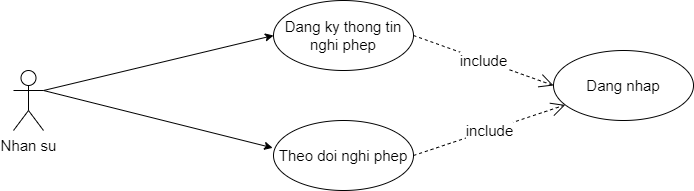 Dang ky thong tin
nghi phep
include
Dang nhap
include
Nhan su
Theo doi nghi phep